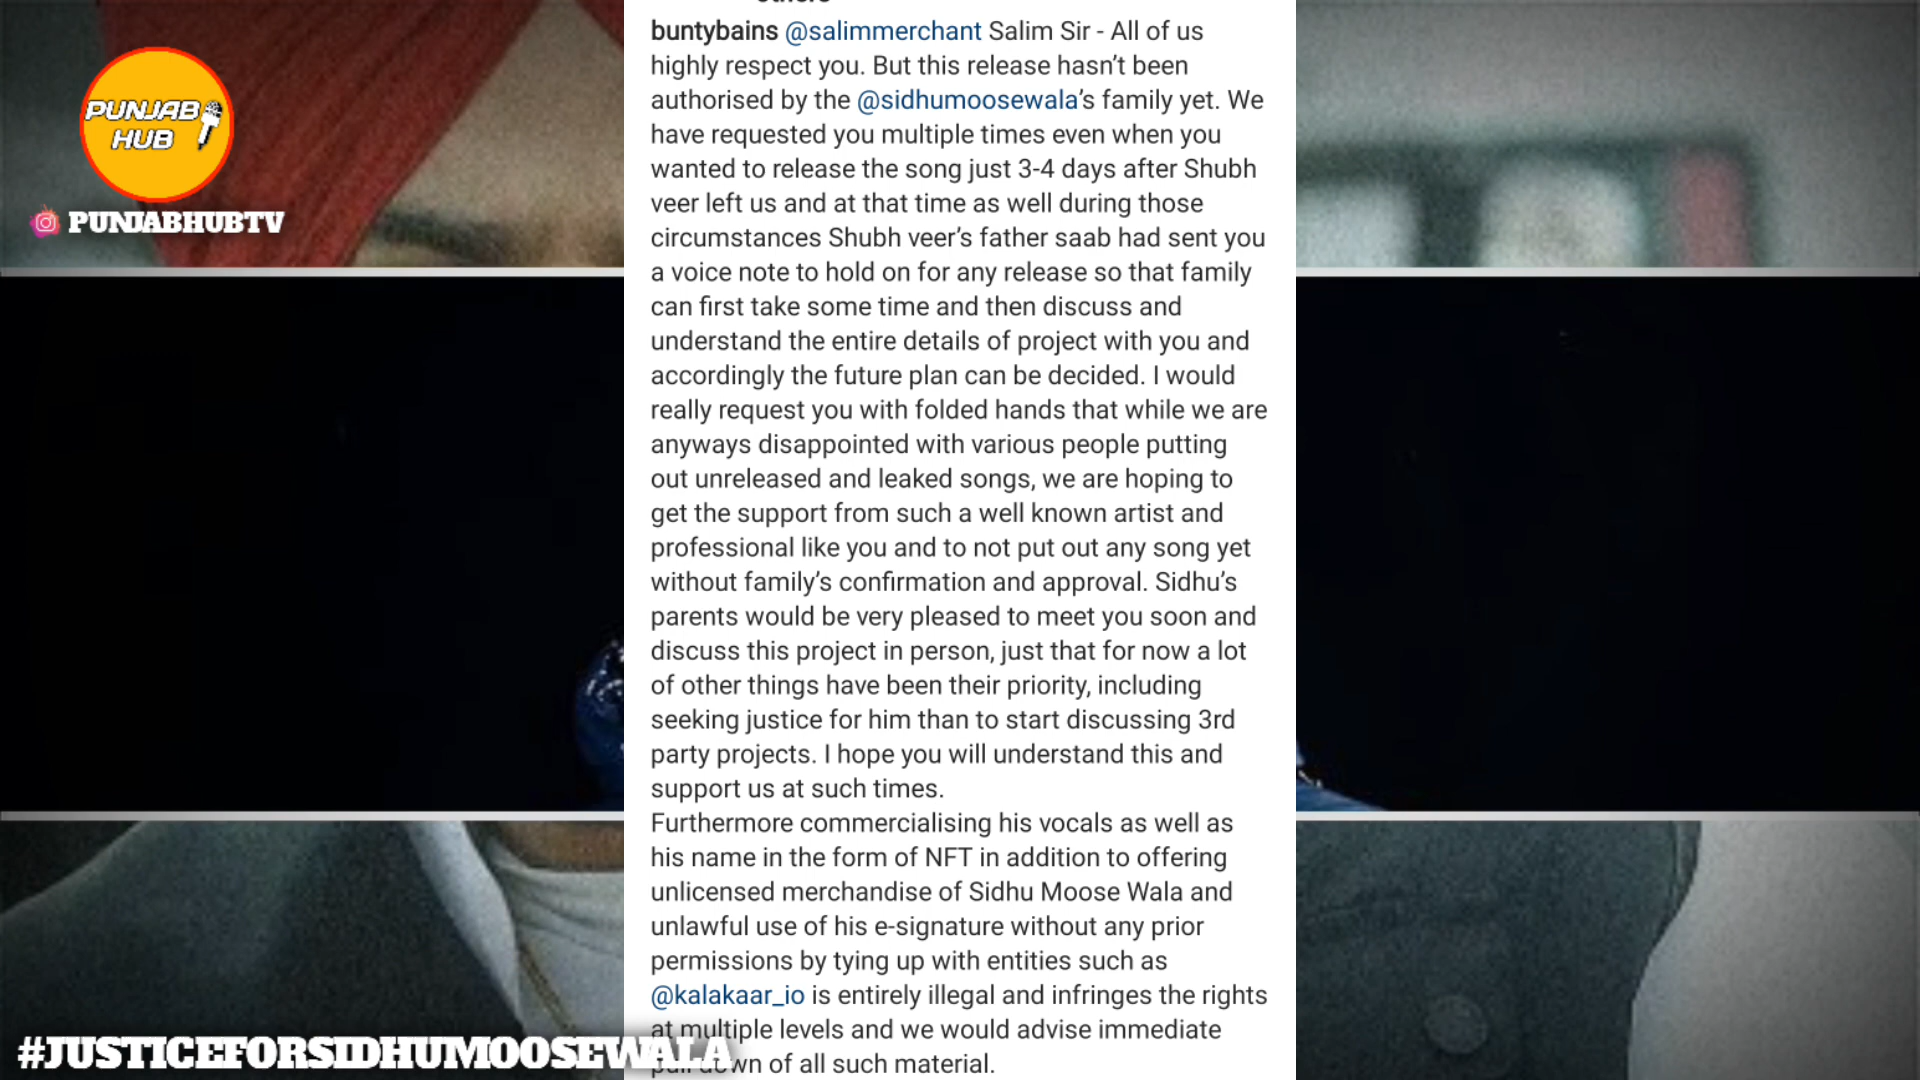 others
PUNJAB
HUB
PUNJABHUBTV
buntybains @salimmerchant Salim Sir - All of us
highly respect you. But this release hasn’t been
authorised by the @sidhumoosewala’s family yet. We
have requested you multiple times even when you
wanted to release the song just 3-4 days after Shubh
veer left us and at that time as well during those
circumstances Shubh veer’s father saab had sent you
a voice note to hold on for any release so that family
can first take some time and then discuss and
understand the entire details of project with you and
accordingly the future plan can be decided. I would
really request you with folded hands that while we are
anyways disappointed with various people putting
out unreleased and leaked songs, we are hoping to
get the support from such a well known artist and
professional like you and to not put out any song yet
without family’s confirmation and approval. Sidhu’s
parents would be very pleased to meet you soon and
discuss this project in person, just that for now a lot
of other things have been their priority, including
seeking justice for him than to start discussing 3rd
party projects. I hope you will understand this and
support us at such times.
Furthermore commercialising his vocals as well as
his name in the form of NFT in addition to offering
unlicensed merchandise of Sidhu Moose Wala and
unlawful use of his e-signature without any prior
permissions by tying up with entities such as
@kalakaar_io is entirely illegal and infringes the rights
at multiple levels and we would advise immediate
pull down of all such material.
#JUSTICEFORSIDHUMOOSEWALA